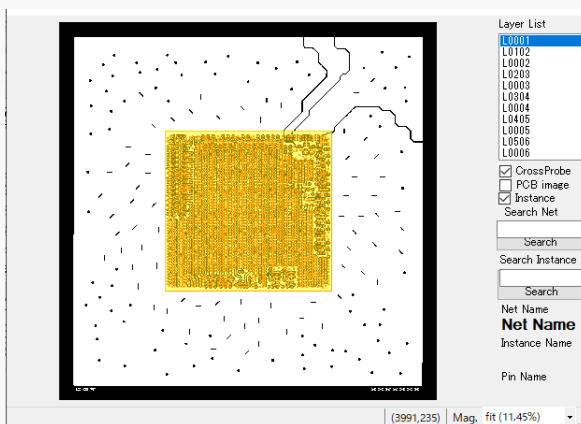 Layer List
L0001
L0102
L0002
L0203
L0003
L0304
L0004
L0405
L0005
L0506
L0006
CrossProbe
PCB image
Instance
Search Net
Search
Search Instance
Search
Net Name
Net Name
Instance Name
Pin Name
(3991,235) Mag. fit (11.45%)